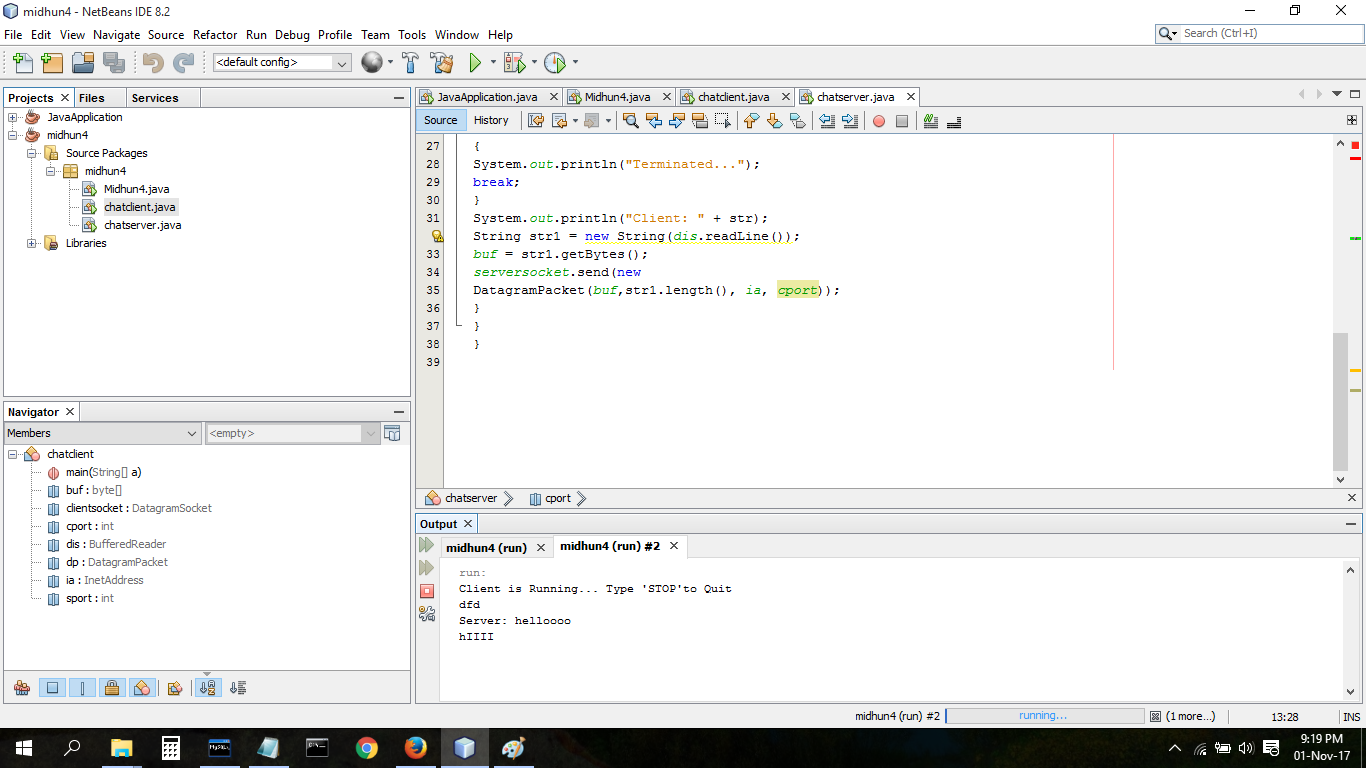 midhun4 - NetBeans IDE 8.2
File Edit View Navigate Source Refactor Run Debug Profile Team Tools Window Help
Search (Ctrl+I)
<default config>
Projects Files Services
JavaApplication
midhun4
Source Packages
midhun4
Midhun4.java
chatclient.java
chatserver.java
Libraries
Navigator
Members
<empty>
chatclient
main(String[] a)
buf : byte[]
clientsocket : DatagramSocket
cport : int
dis : BufferedReader
dp : DatagramPacket
ia : InetAddress
sport : int
JavaApplication.java Midhun4.java chatclient.java chatserver.java
Source History
27 {
28 System.out.println("Terminated...");
29 break;
30 }
31 System.out.println("Client: " + str);
String str1 = new String(dis.readLine());
33 buf = str1.getBytes();
34 serversocket.send(new
35 DatagramPacket(buf,str1.length(), ia, cport));
36 }
37 }
38 }
39
chatserver cport
Output
midhun4 (run) midhun4 (run) #2
run:
Client is Running... Type 'STOP'to Quit
dfd
Server: helloooo
hIIII
midhun4 (run) #2 running... (1 more...) 13:28 INS
MySQL
9:19 PM
01-Nov-17